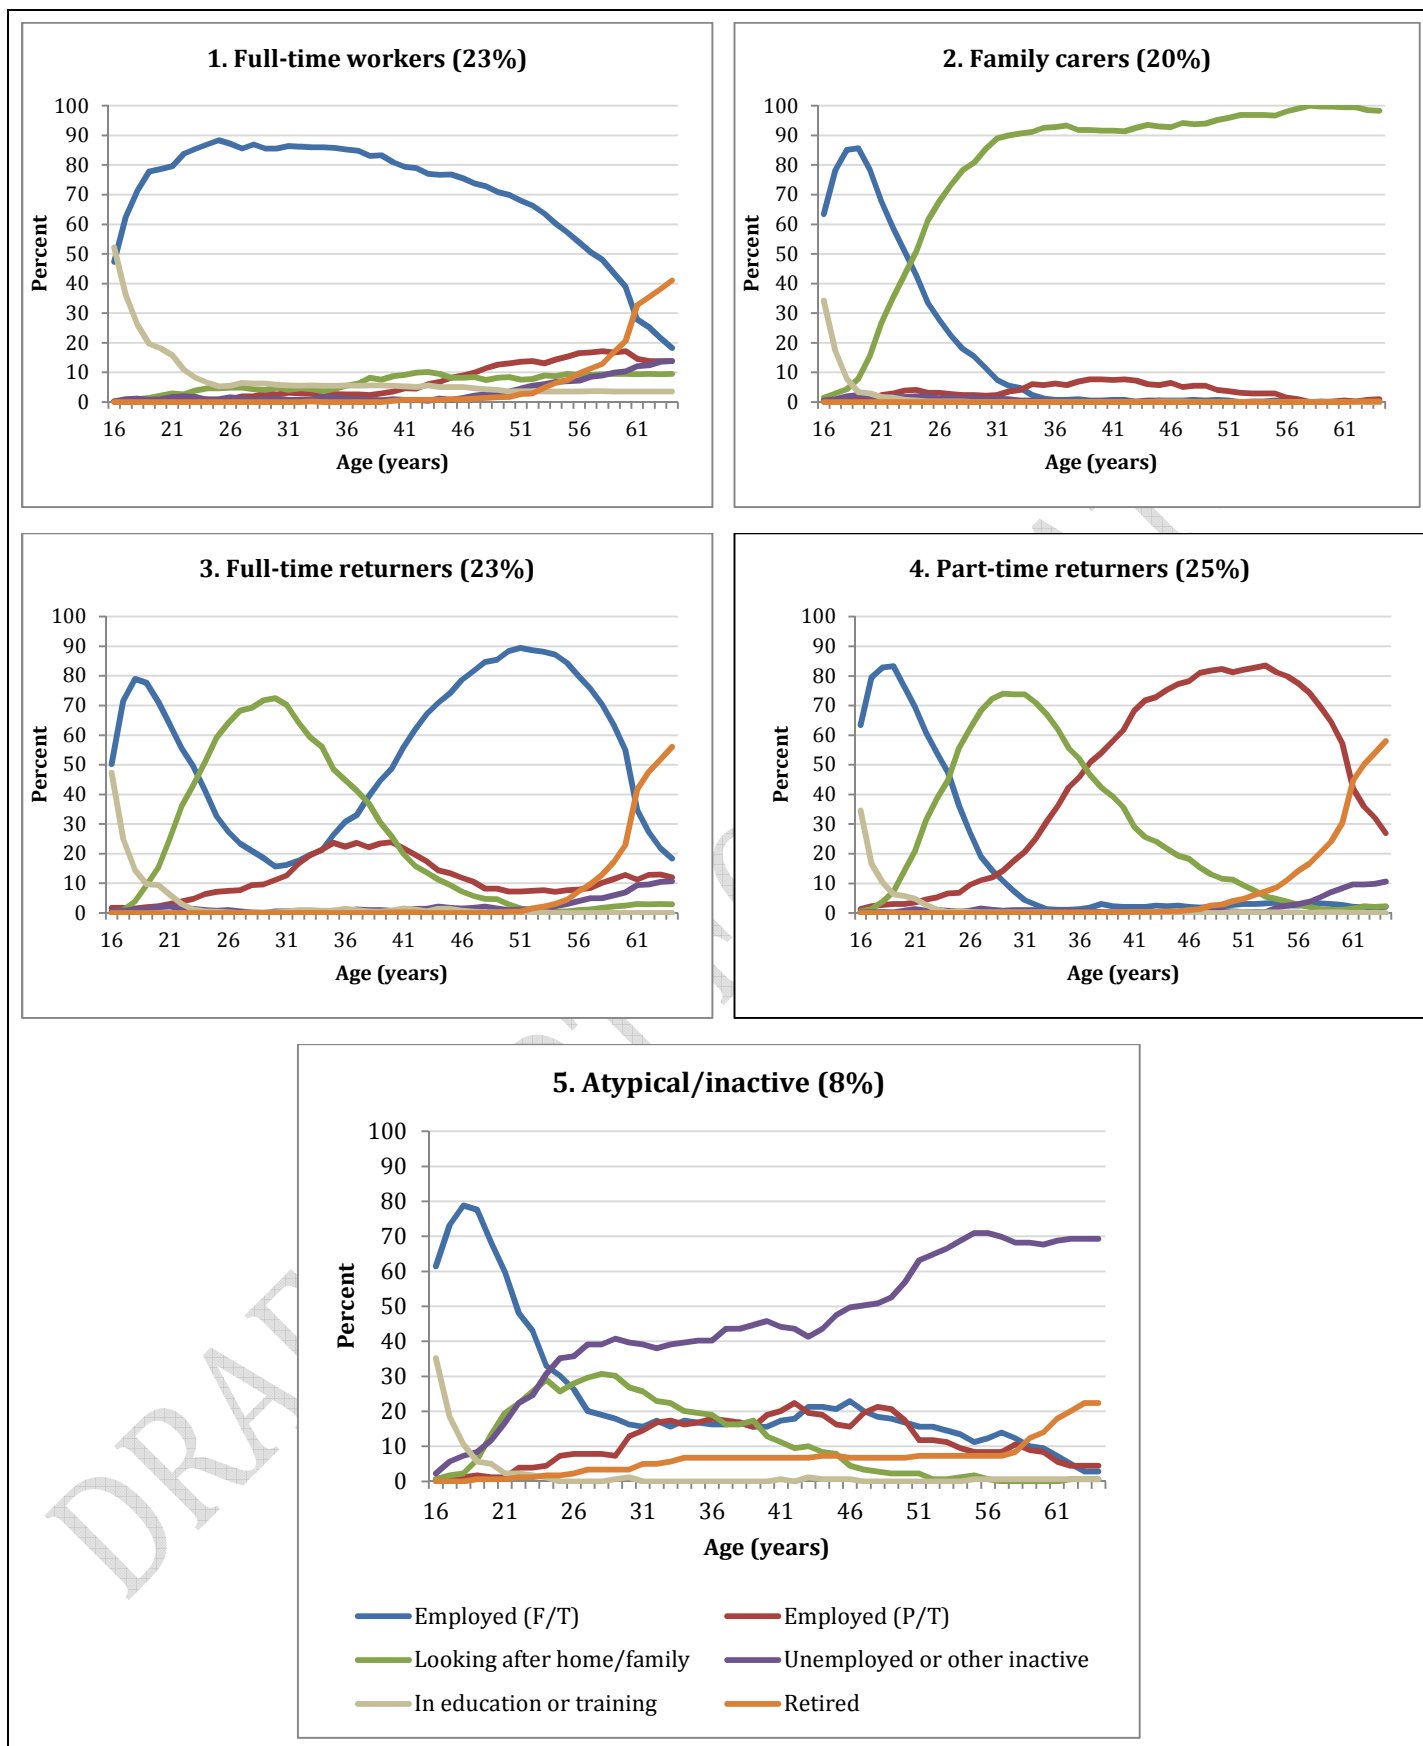 1. Full-time workers (23%)
100
90
80
70
60
50
40
30
20
10
0
Percent
16 21 26 31 36 41 46 51 56 61
Age (years)
2. Family carers (20%)
100
90
80
70
60
50
40
30
20
10
0
Percent
16 21 26 31 36 41 46 51 56 61
Age (years)
3. Full-time returners (23%)
100
90
80
70
60
50
40
30
20
10
0
Percent
16 21 26 31 36 41 46 51 56 61
Age (years)
4. Part-time returners (25%)
100
90
80
70
60
50
40
30
20
10
0
Percent
16 21 26 31 36 41 46 51 56 61
Age (years)
5. Atypical/inactive (8%)
100
90
80
70
60
50
40
30
20
10
0
Percent
16 21 26 31 36 41 46 51 56 61
Age (years)
Employed (F/T) Employed (P/T)
Looking after home/family Unemployed or other inactive
In education or training Retired